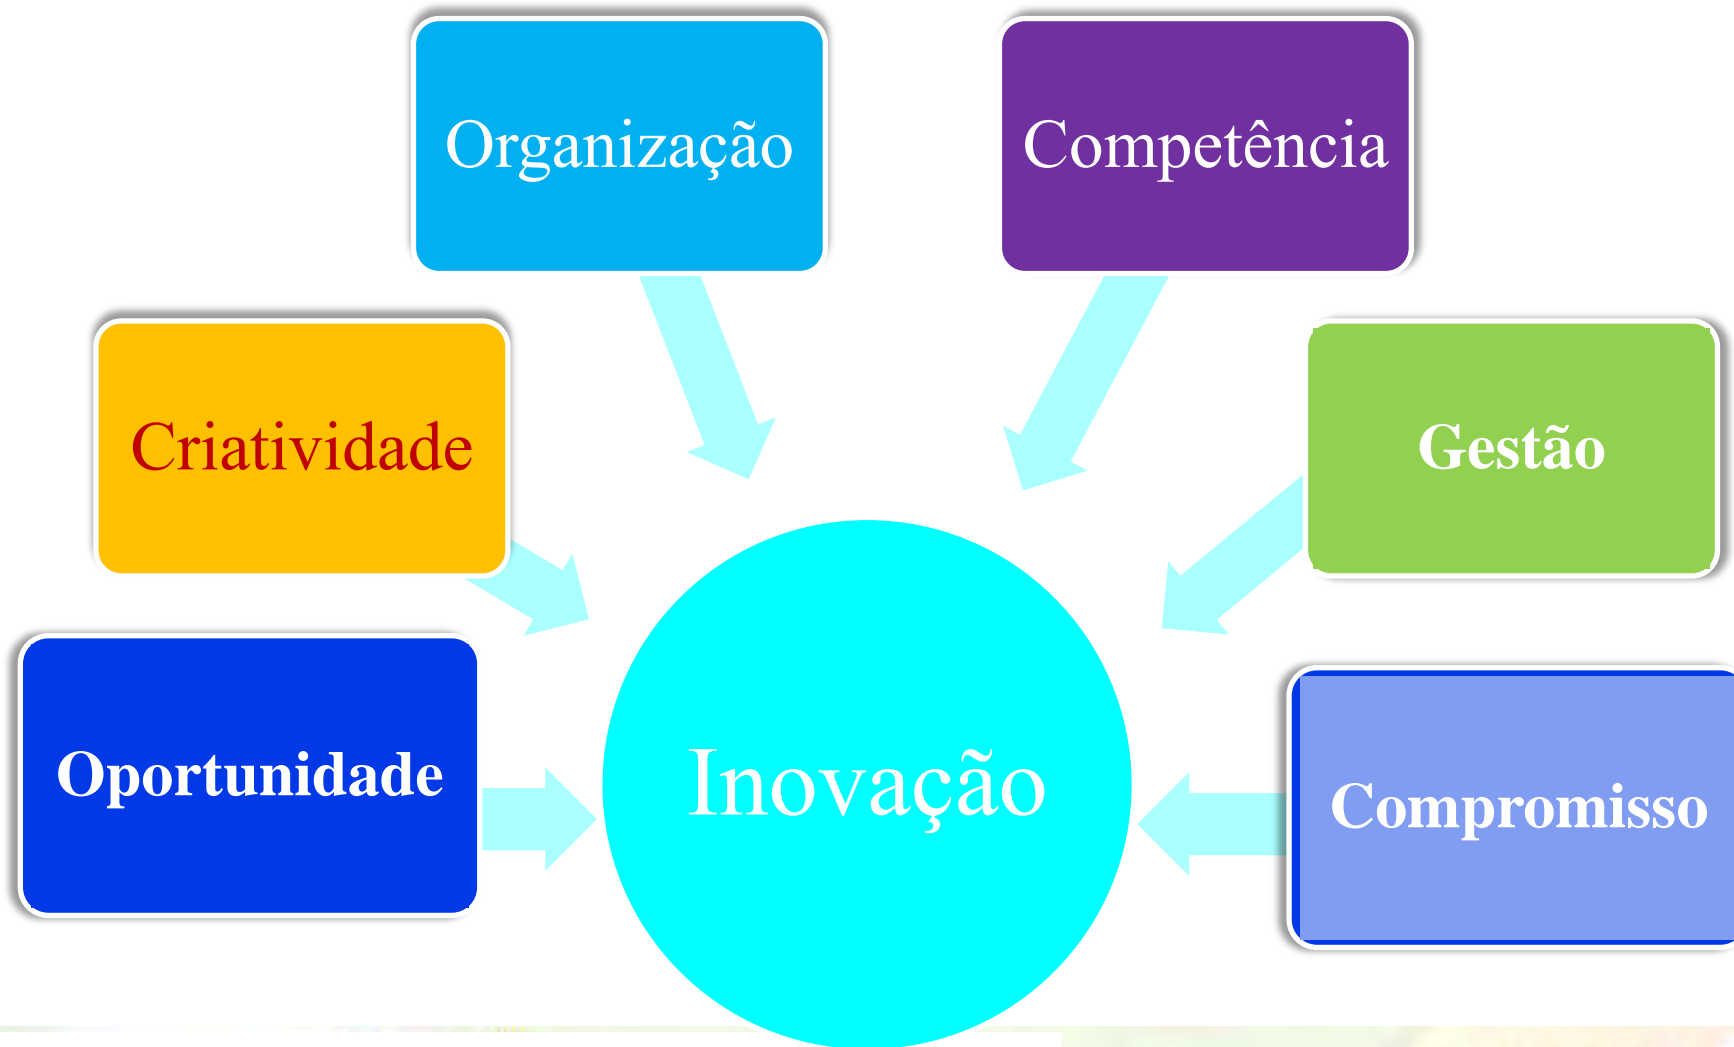 Organização
Competência
Criatividade
Gestão
Oportunidade
Inovação
Compromisso